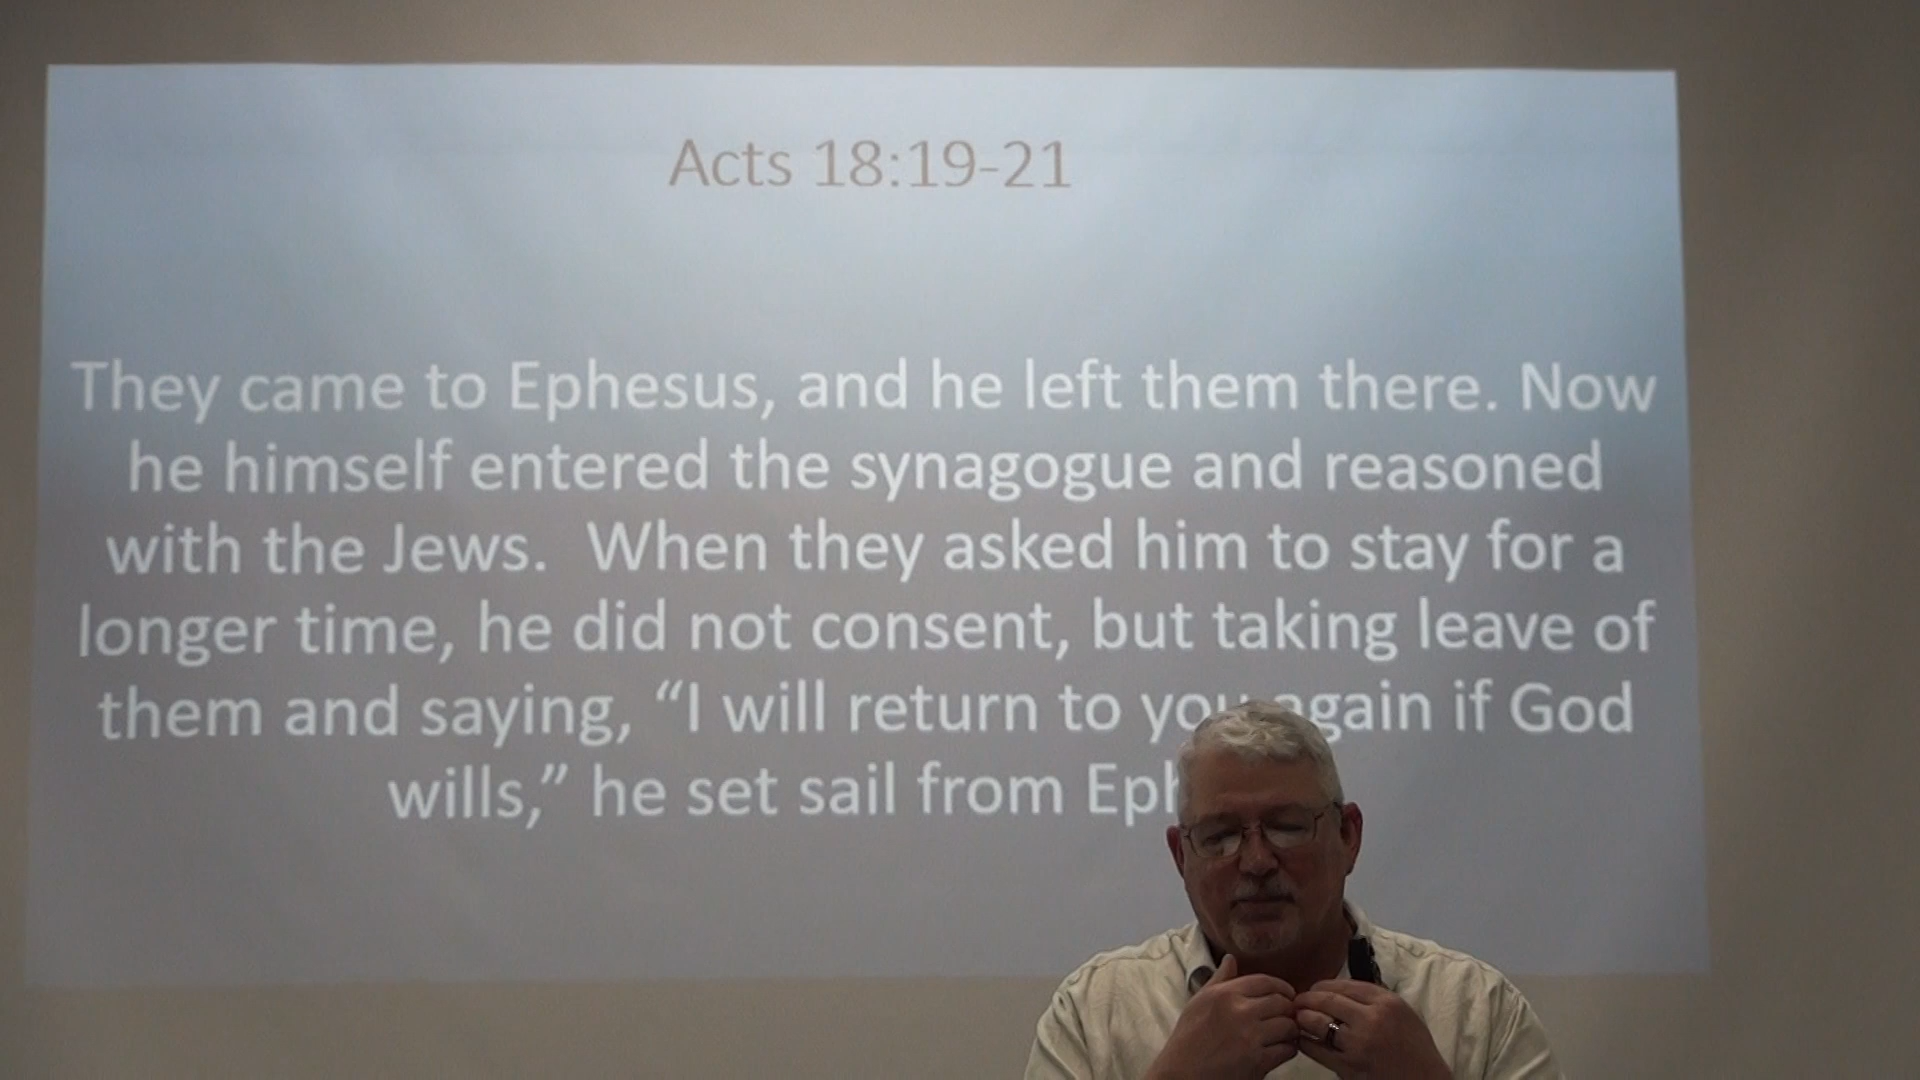 Acts 18:19-21
They came to Ephesus, and he left them there. Now
he himself entered the synagogue and reasoned
with the Jews.  When they asked him to stay for a
longer time, he did not consent, but taking leave of
them and saying, “I will return to you again if God
wills,” he set sail from